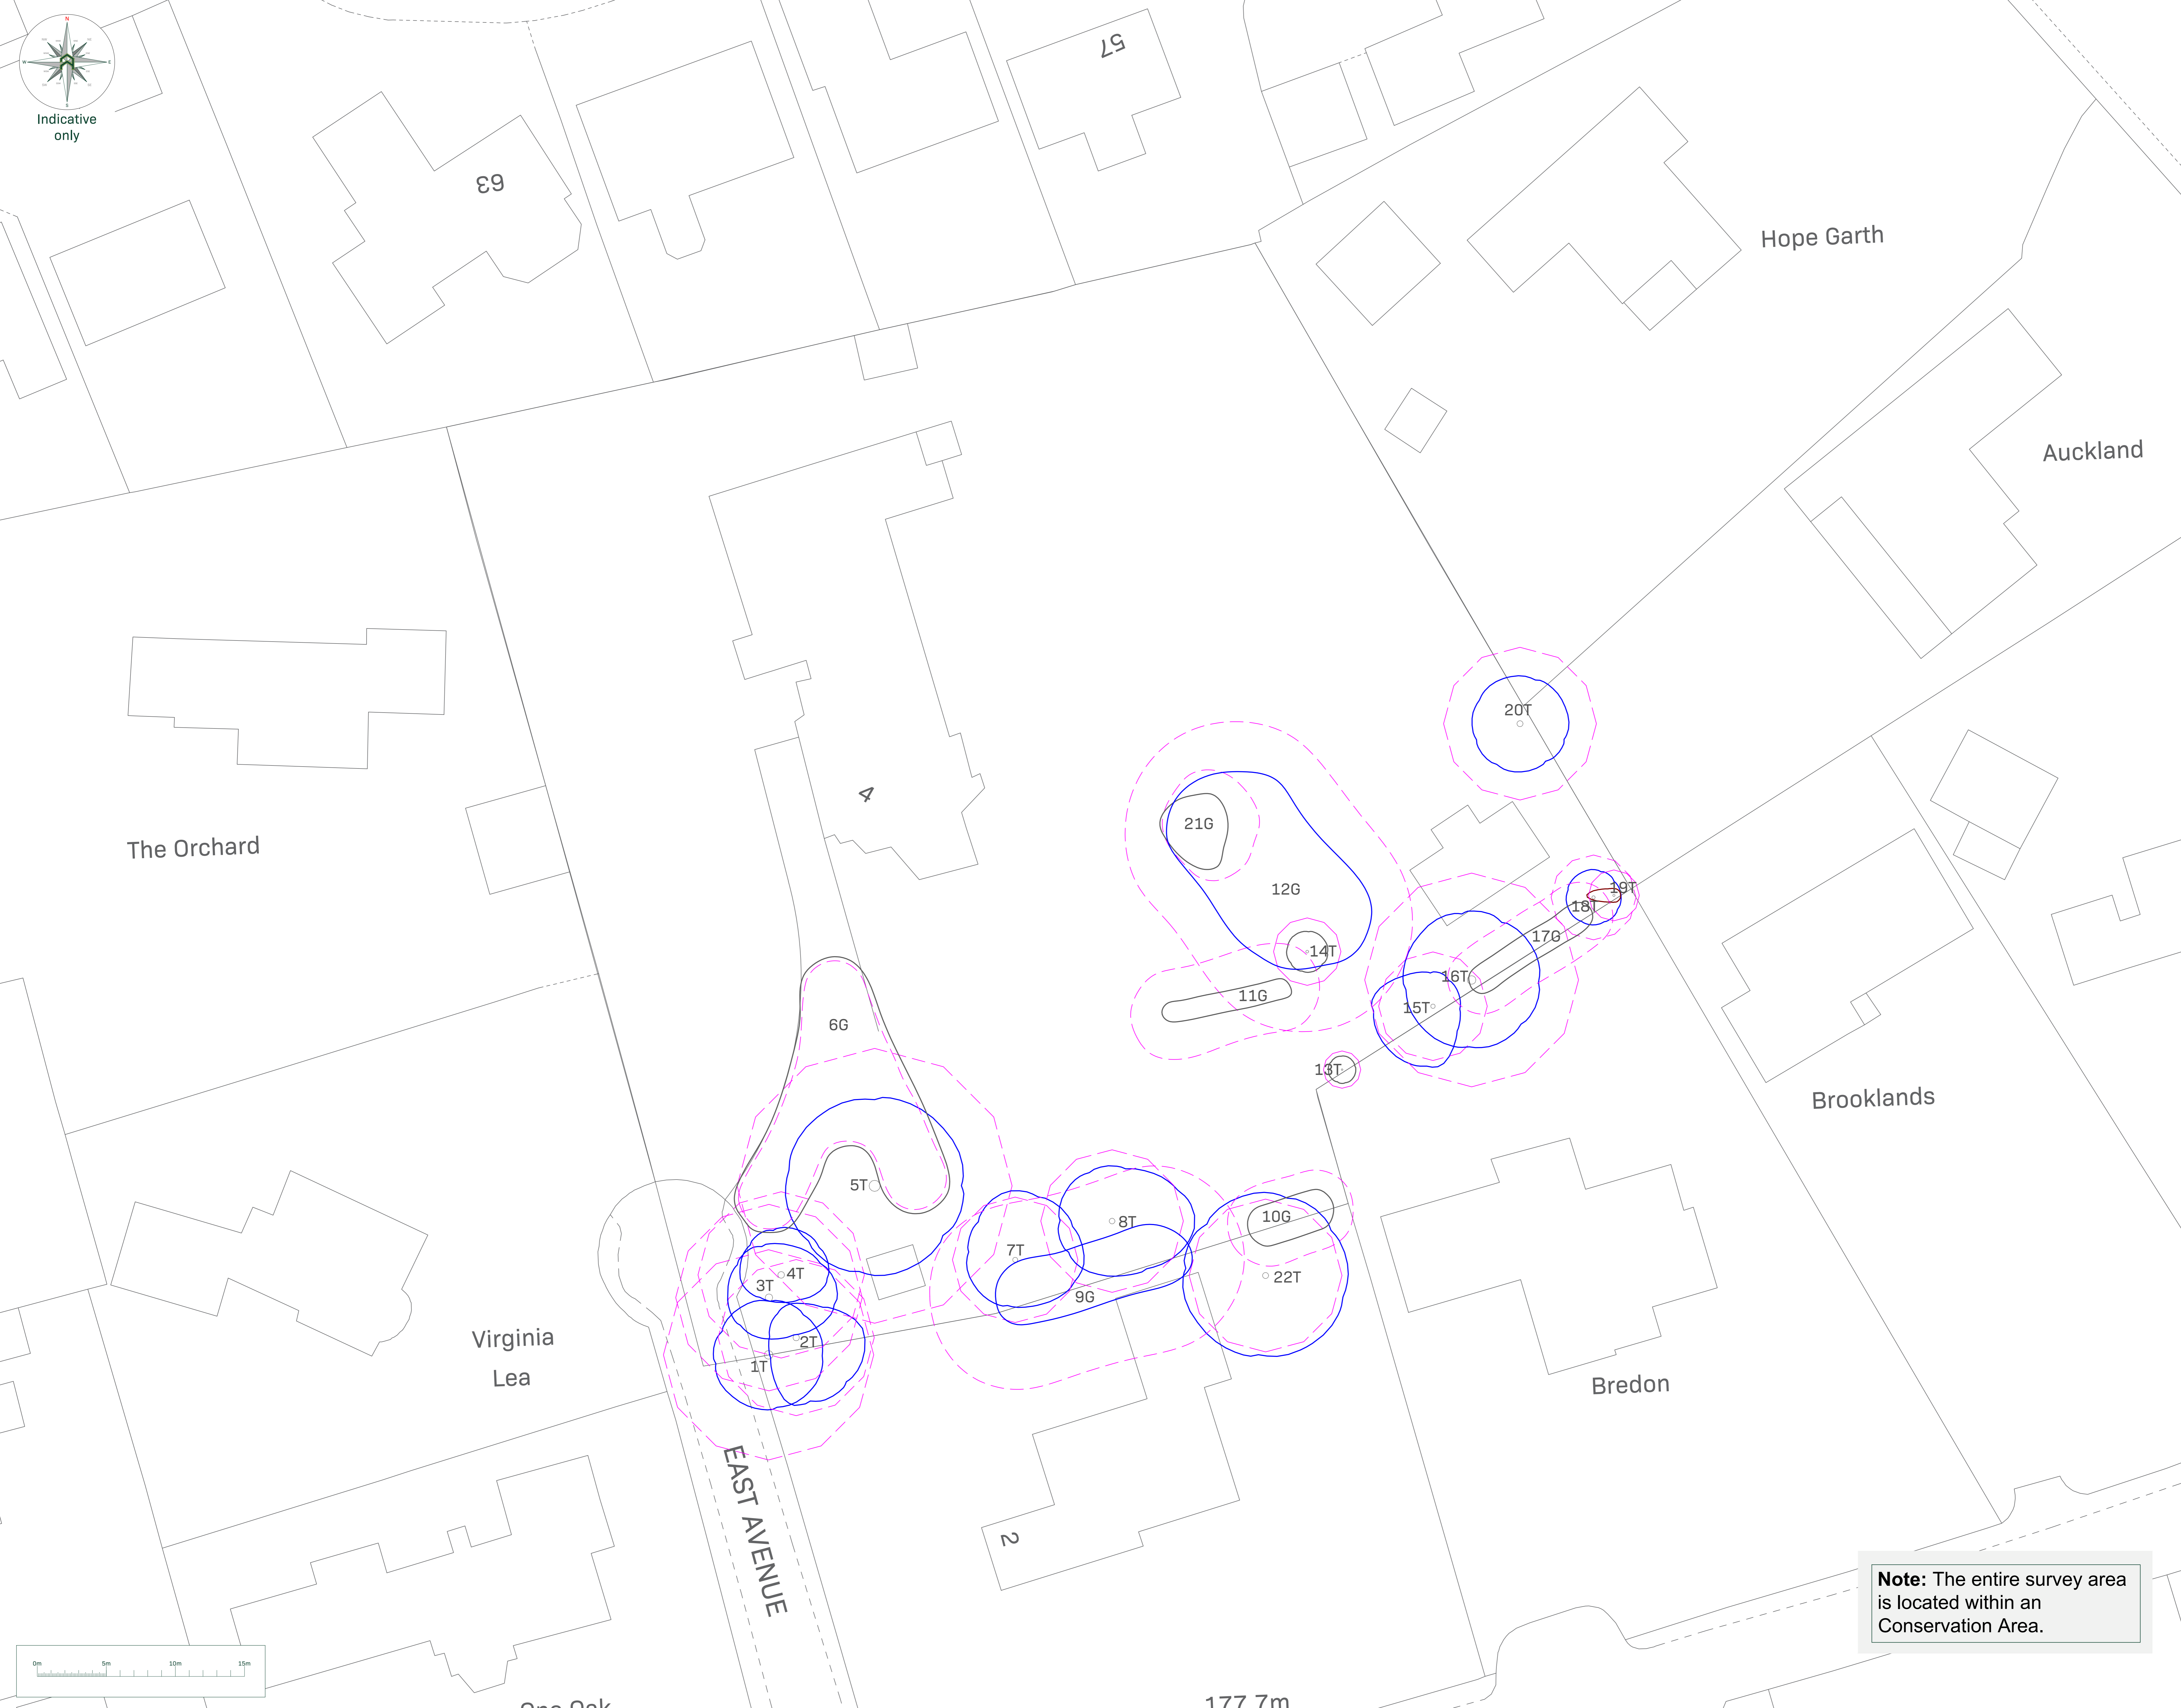 N
W
E
S
Indicative
only
57
63
Hope Garth
Auckland
20T
4
21G
The Orchard
12G
19T
18T
17G
14T
16T
11G
15T
6G
13T
Brooklands
5T
10G
8T
7T
4T
22T
3T
9G
Virginia
2T
1T
Lea
Bredon
EAST AVENUE
2
Note: The entire survey area
is located within an
Conservation Area.
0m 5m 10m 15m
One Oak
177.7m